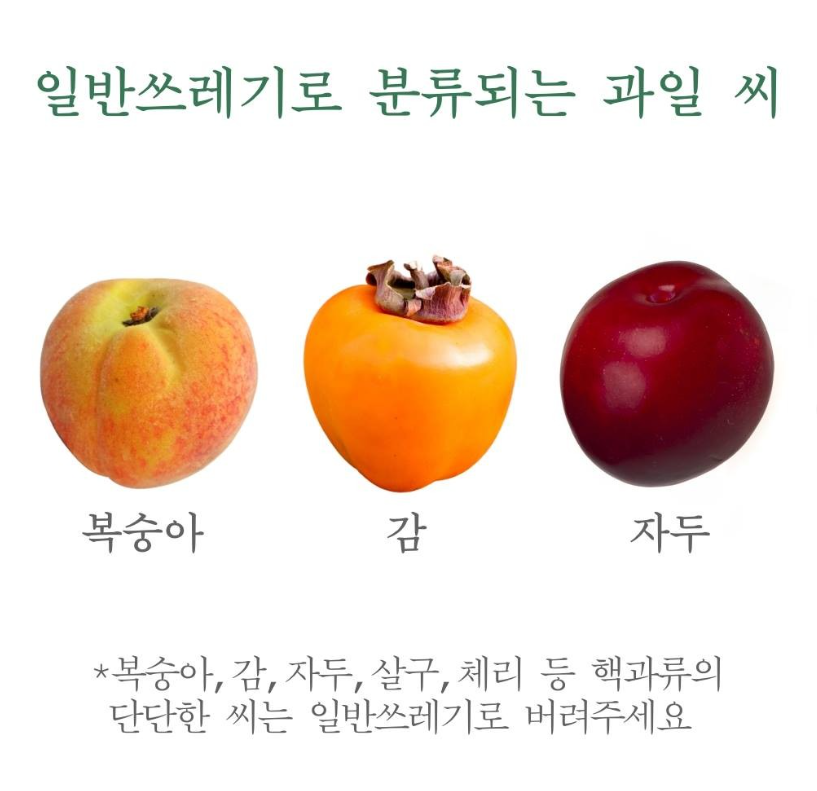 일반쓰레기로 분류되는 과일 씨
복숭아 감 자두
*복숭아,감,자두,살구,체리 등 핵과류의
단단한 씨는 일반쓰레기로 버려주세요